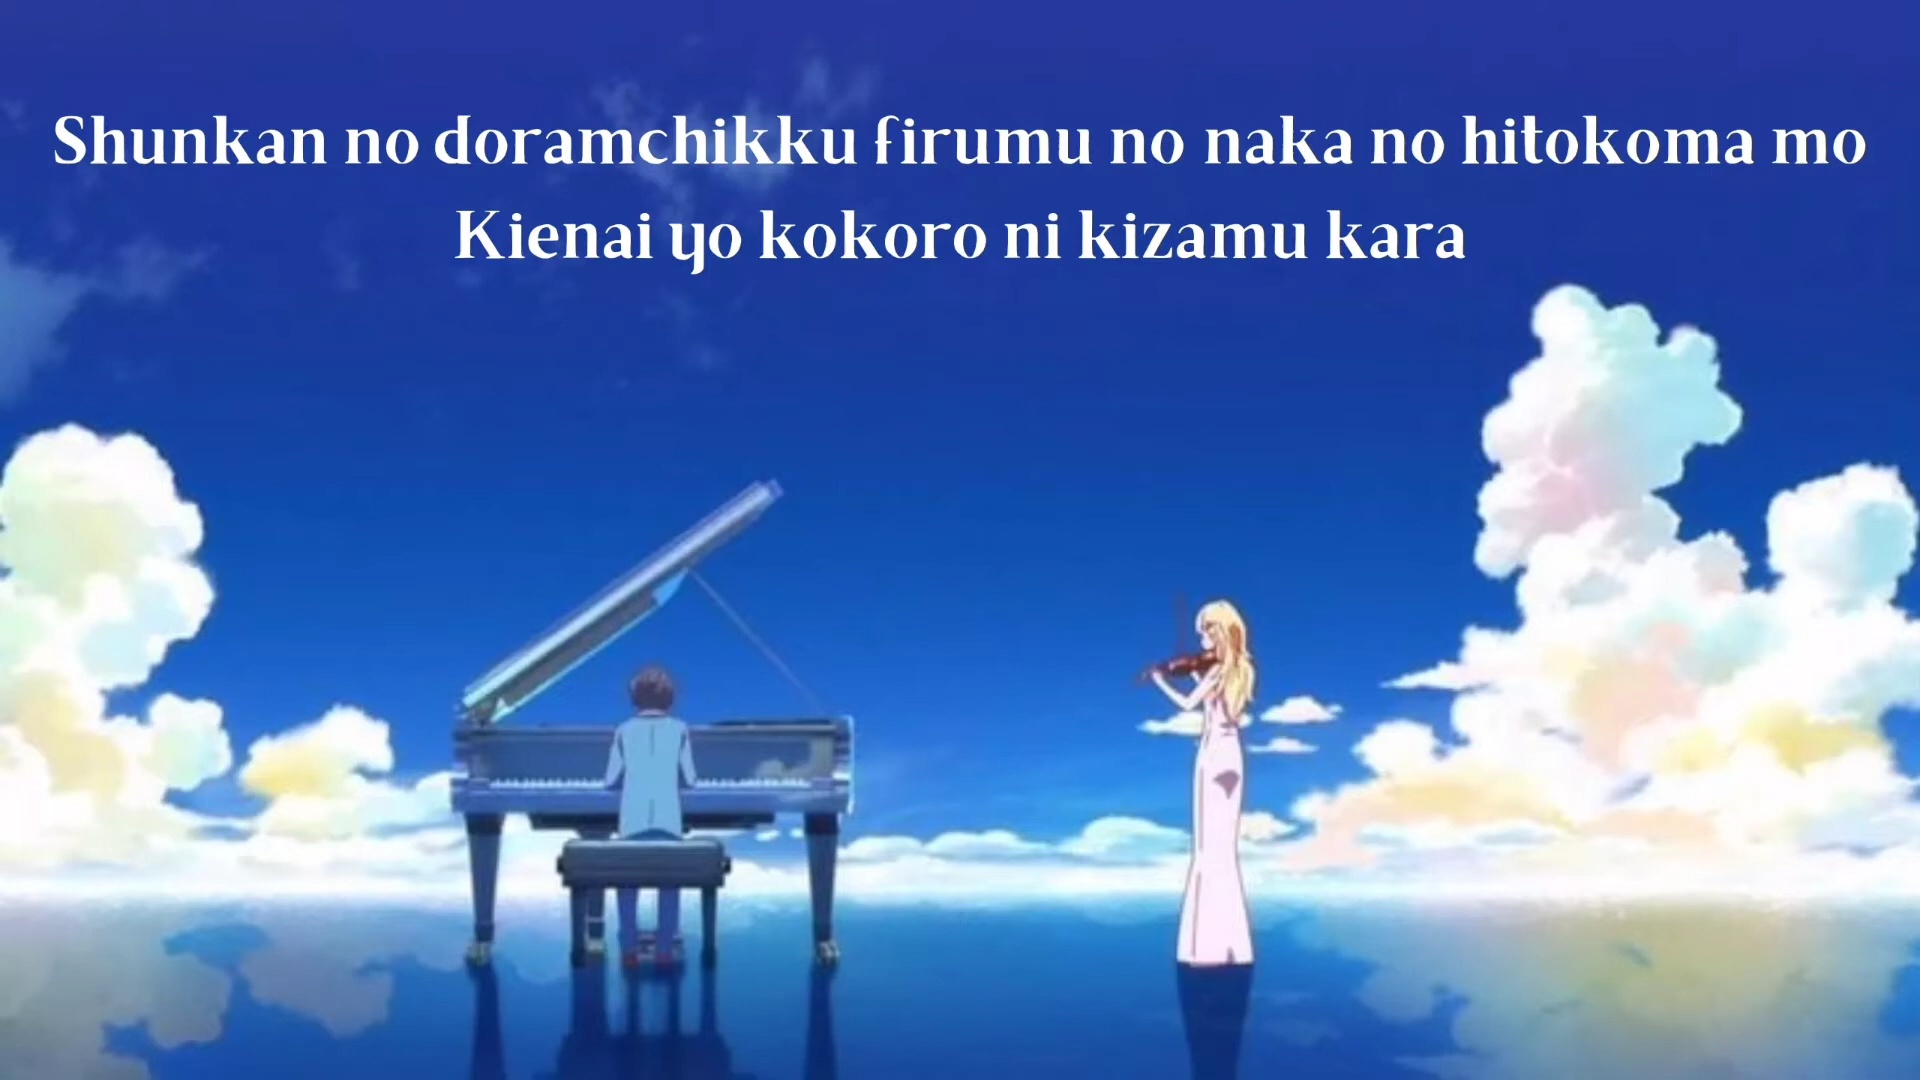 Shunkan no doramchikku firumu no naka no hitokoma mo
Kienai yo kokoro ni kizamu kara